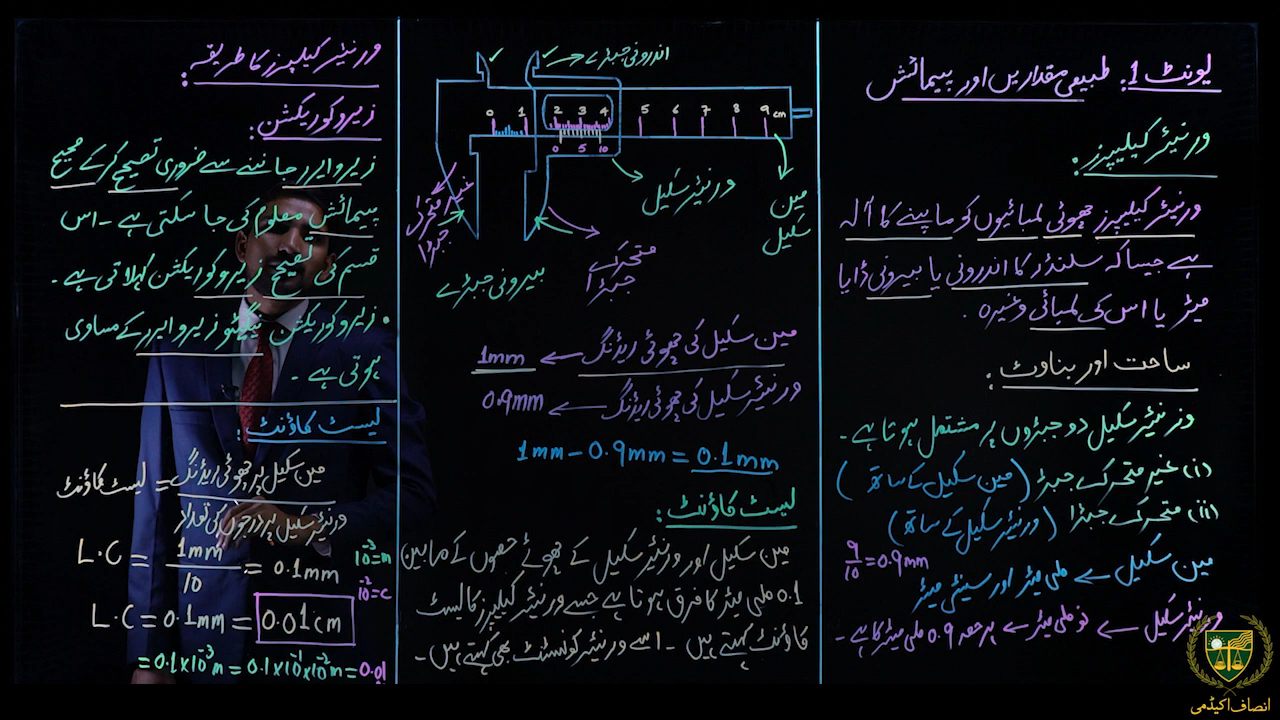 یونٹ 1: طبیعی مقداریں اور پیمائش
ورنیئر کیلیپرز:
ورنیئر کیلیپرز چھوٹی لمبائیوں کو ماپنے کا آلہ
ہے جیسا کہ سلنڈر کا اندرونی یا بیرونی ڈایا
میٹر یا اس کی لمبائی وغیرہ ۔
ساخت اور بناوٹ:
ورنیئر سکیل دو جبڑوں پر مشتمل ہوتا ہے۔
(i) غیر متحرک جبڑا (مین سکیل کے ساتھ)
(ii) متحرک جبڑا (ورنیئر سکیل کے ساتھ)
مین سکیل ← ملی میٹر اور سینٹی میٹر
9/10 = 0.9mm
ورنیئر سکیل ← نو ملی میٹر ← ہر حصہ 0.9 ملی میٹر کا ہے۔
اندرونی جبڑے
0 1 2 3 4 5 6 7 8 9 cm
0 5 10
ورنیئر سکیل
مین سکیل
غیر متحرک جبڑا
متحرک جبڑا
بیرونی جبڑے
مین سکیل کی چھوٹی ریڈنگ ← 1mm
ورنیئر سکیل کی چھوٹی ریڈنگ ← 0.9mm
1mm – 0.9mm = 0.1mm
لیسٹ کاؤنٹ:
مین سکیل اور ورنیئر سکیل کے چھوٹے حصوں کے مابین
0.1 ملی میٹر کا فرق ہوتا ہے جسے ورنیئر کیلیپرز کا لیسٹ
کاؤنٹ کہتے ہیں ۔ اسے ورنیئر کونسٹنٹ بھی کہتے ہیں۔
ورنیئر کیلیپرز کا طریقہ:
زیرو کوریکشن:
زیرو ایرر جاننے سے ضروری تصیحح کر کے صحیح
پیمائش معلوم کی جا سکتی ہے ۔ اس
قسم کی تصیحح زیرو کوریکشن کہلاتی ہے ۔
• زیرو کوریکشن نیگیٹو زیرو ایرر کے مساوی
ہوتی ہے ۔
لیسٹ کاؤنٹ:
لیسٹ کاؤنٹ = مین سکیل پر چھوٹی ریڈنگ
ورنیئر سکیل پر درجوں کی تعداد
L.C = 1mm/10 = 0.1mm
10⁻³=m
10⁻²=c
L.C = 0.1mm = 0.01cm
= 0.1×10⁻³m = 0.1×10⁻¹×10⁻²m = 0.01
انصاف اکیڈمی